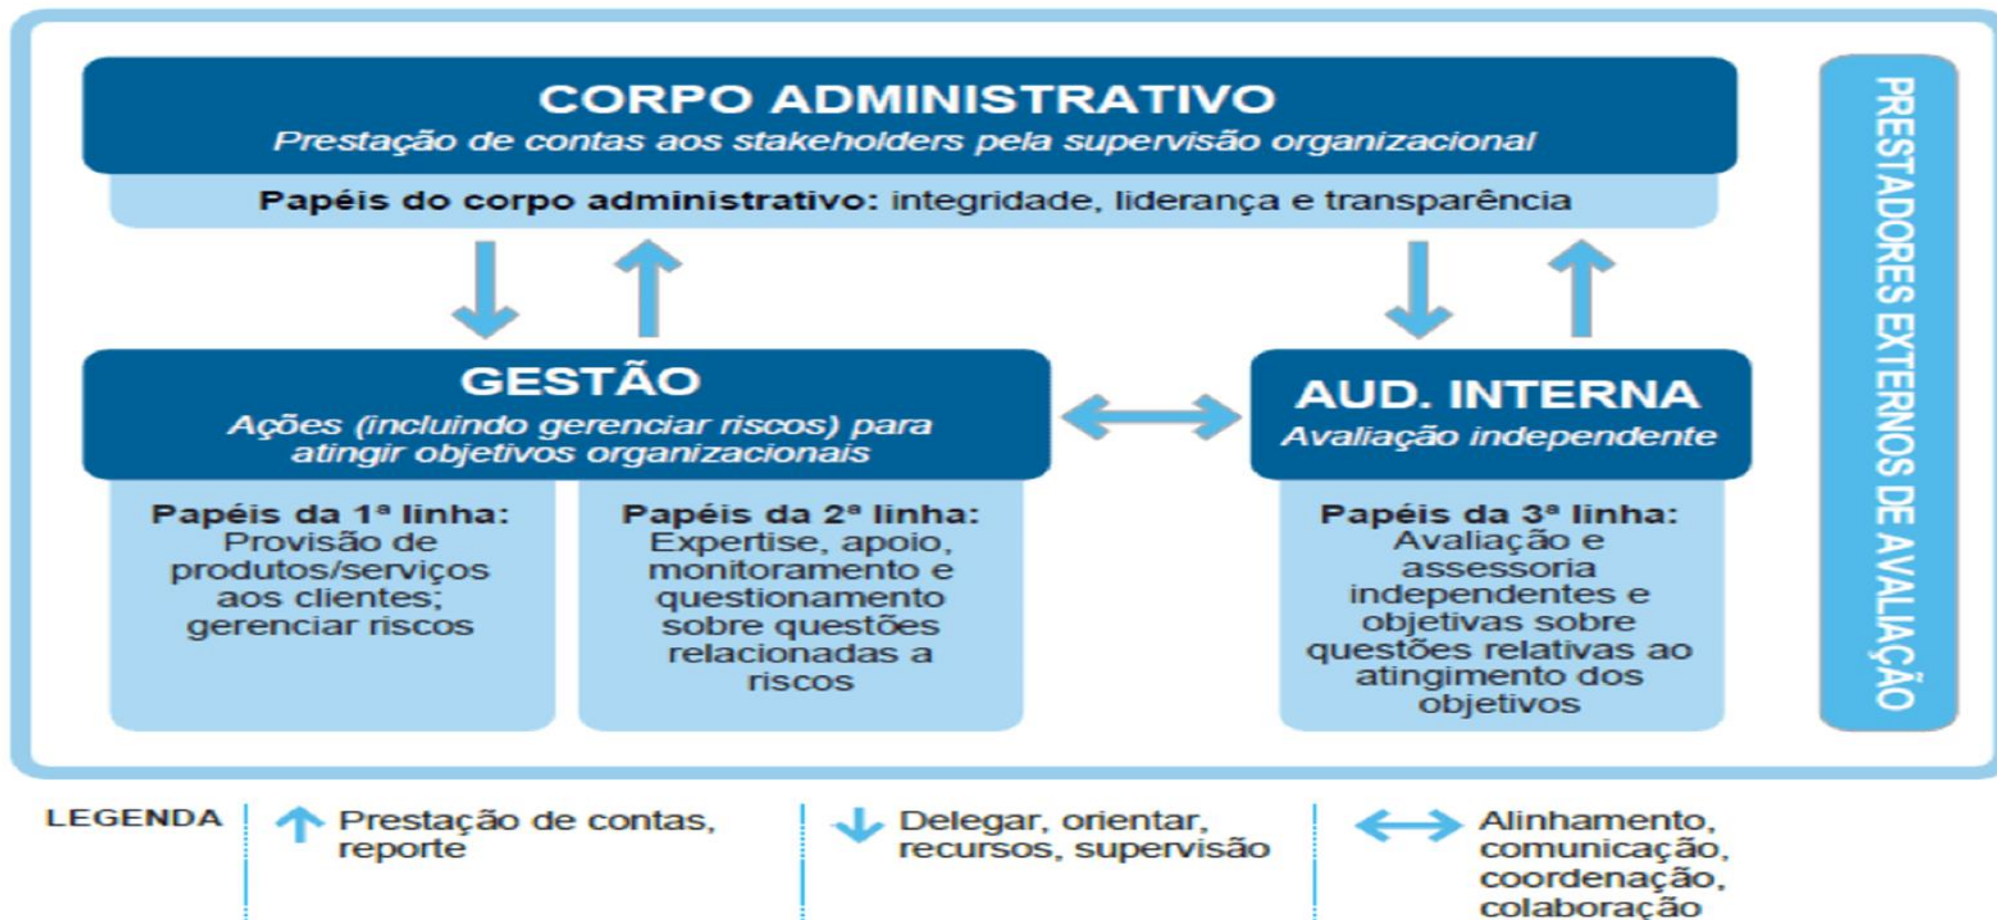 CORPO ADMINISTRATIVO
Prestação de contas aos stakeholders pela supervisão organizacional
Papéis do corpo administrativo: integridade, liderança e transparência
GESTÃO
Ações (incluindo gerenciar riscos) para
atingir objetivos organizacionais
Papéis da 1ª linha:
Provisão de
produtos/serviços
aos clientes;
gerenciar riscos
Papéis da 2ª linha:
Expertise, apoio,
monitoramento e
questionamento
sobre questões
relacionadas a
riscos
AUD. INTERNA
Avaliação independente
Papéis da 3ª linha:
Avaliação e
assessoria
independentes e
objetivas sobre
questões relativas ao
atingimento dos
objetivos
PRESTADORES EXTERNOS DE AVALIAÇÃO
LEGENDA
Prestação de contas,
reporte
Delegar, orientar,
recursos, supervisão
Alinhamento,
comunicação,
coordenação,
colaboração